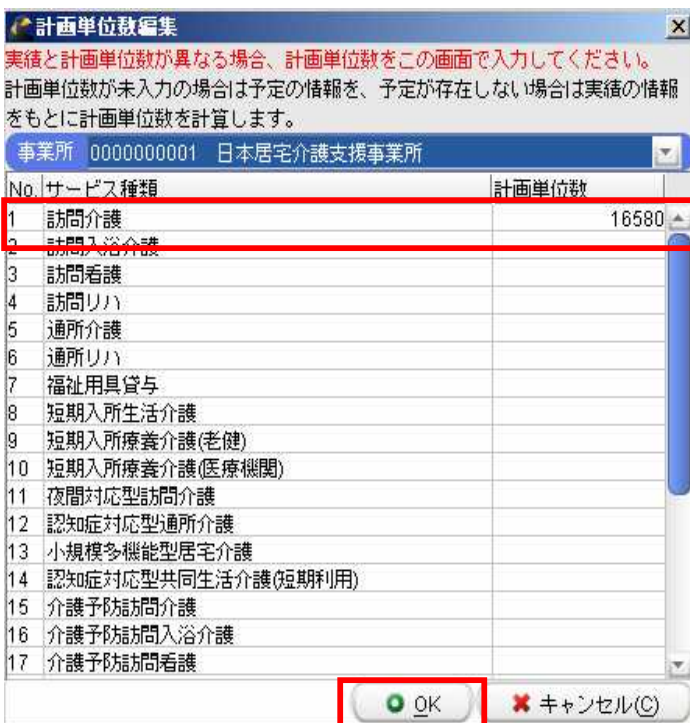 計画単位数編集
実績と計画単位数が異なる場合、計画単位数をこの画面で入力してください。
計画単位数が未入力の場合は予定の情報を、予定が存在しない場合は実績の情報
をもとに計画単位数を計算します。
事業所 0000000001 日本居宅介護支援事業所
No. サービス種類 計画単位数
1 訪問介護 16580
2 訪問入浴介護
3 訪問看護
4 訪問リハ
5 通所介護
6 通所リハ
7 福祉用具貸与
8 短期入所生活介護
9 短期入所療養介護(老健)
10 短期入所療養介護(医療機関)
11 夜間対応型訪問介護
12 認知症対応型通所介護
13 小規模多機能型居宅介護
14 認知症対応型共同生活介護(短期利用)
15 介護予防訪問介護
16 介護予防訪問入浴介護
17 介護予防訪問看護
OK キャンセル(C)